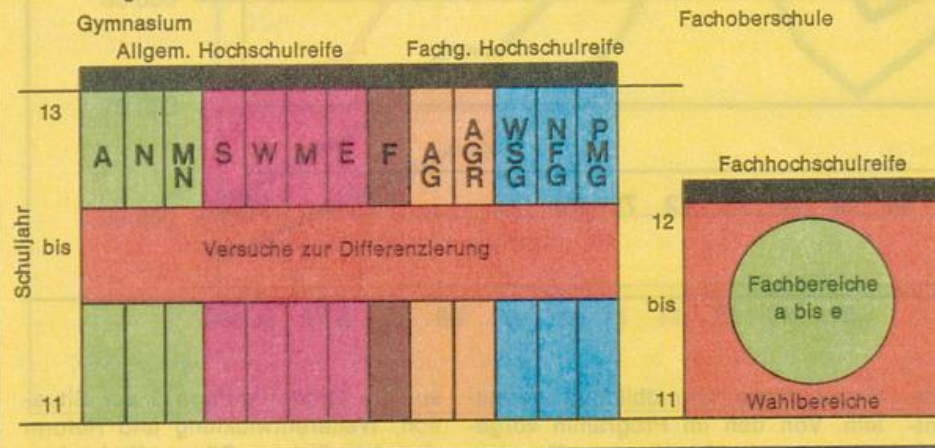 Gymnasium
Allgem. Hochschulreife
Fachg. Hochschulreife
Fachoberschule
13
A N M N S W M E F A G A G R W S G N F G P M G
Fachhochschulreife
12
Schuljahr
bis
Versuche zur Differenzierung
Fachbereiche
a bis e
bis
11
11
Wahlbereiche